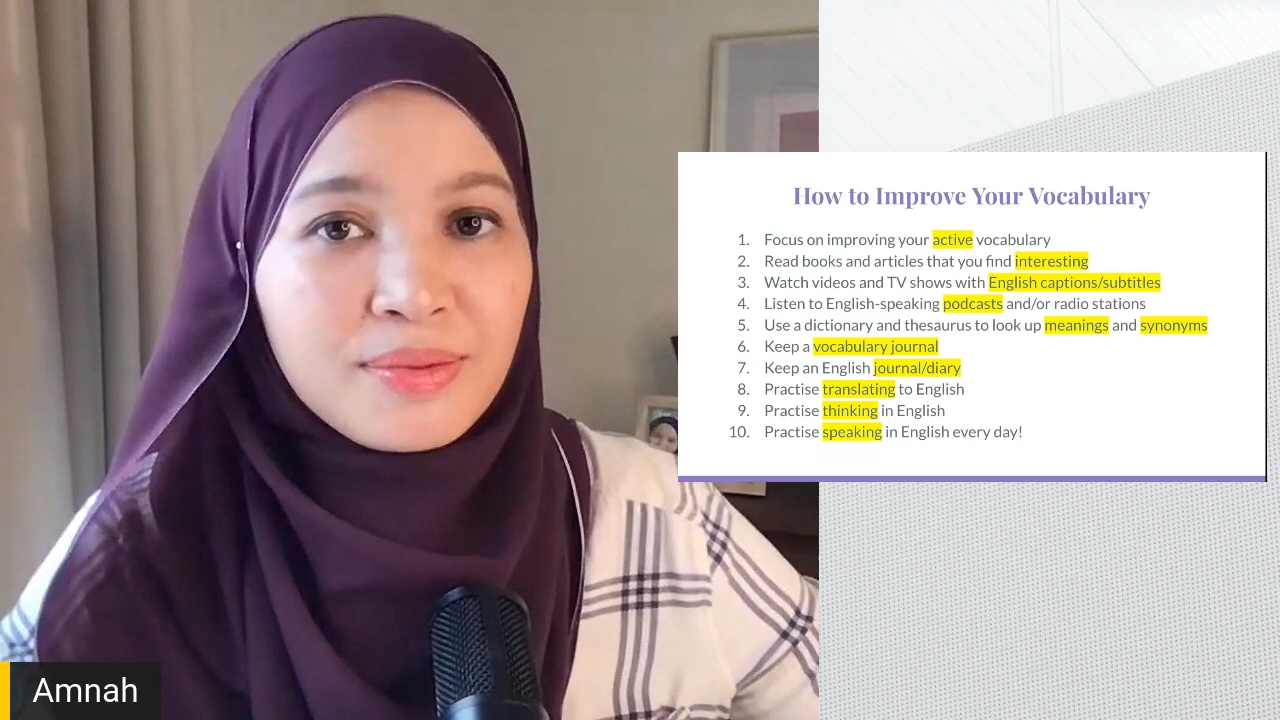 How to Improve Your Vocabulary
1. Focus on improving your active vocabulary
2. Read books and articles that you find interesting
3. Watch videos and TV shows with English captions/subtitles
4. Listen to English-speaking podcasts and/or radio stations
5. Use a dictionary and thesaurus to look up meanings and synonyms
6. Keep a vocabulary journal
7. Keep an English journal/diary
8. Practise translating to English
9. Practise thinking in English
10. Practise speaking in English every day!
Amnah